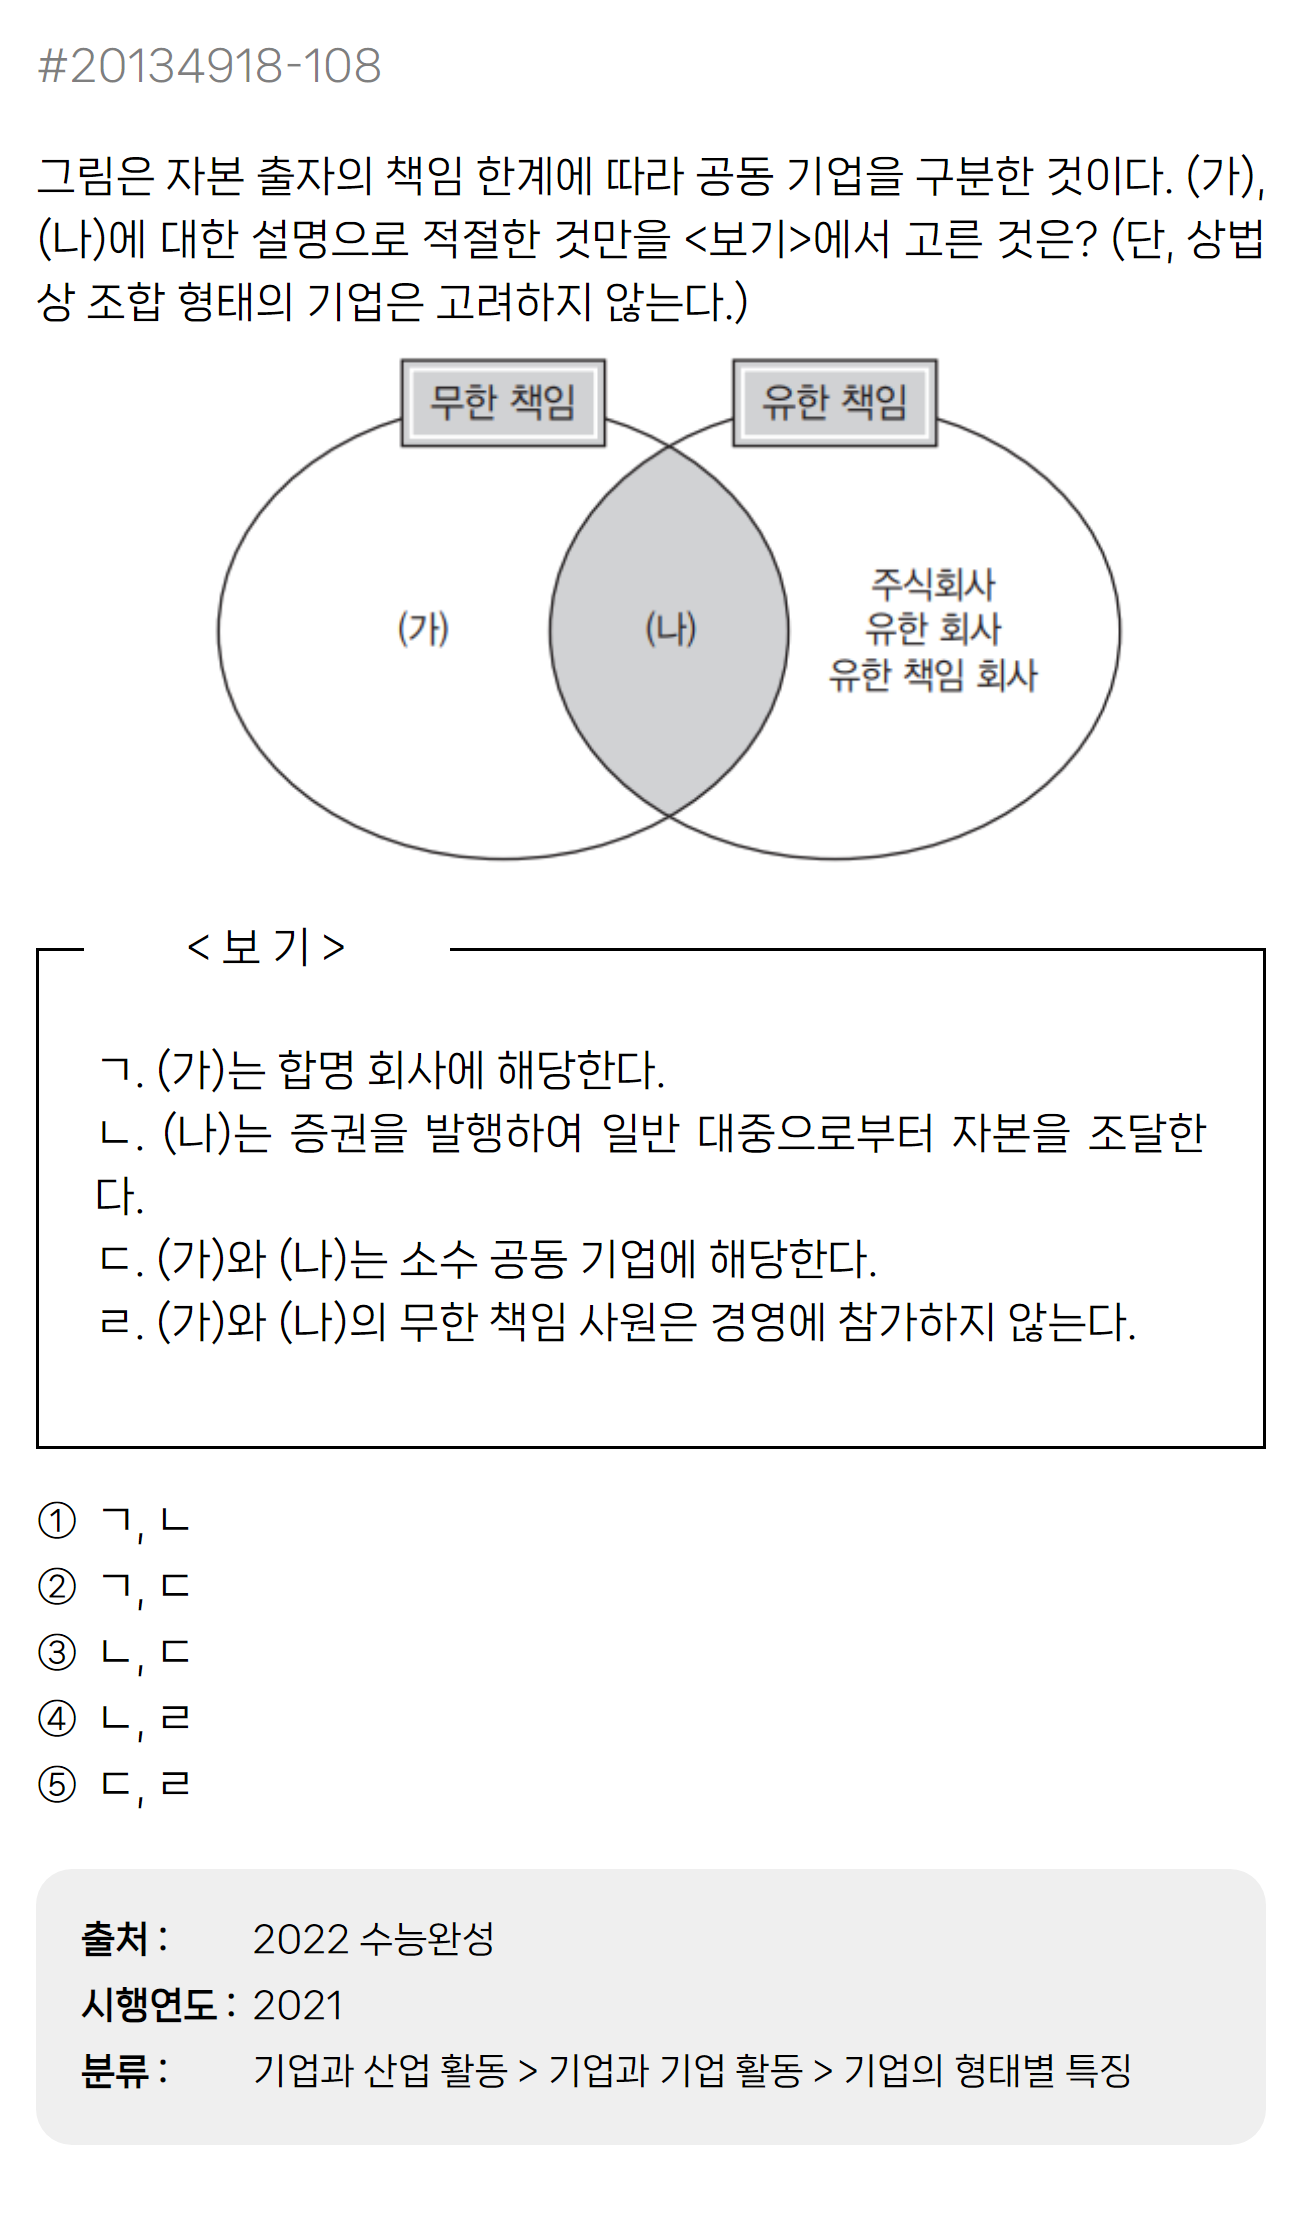 #20134918-108
그림은 자본 출자의 책임 한계에 따라 공동 기업을 구분한 것이다. (가),
(나)에 대한 설명으로 적절한 것만을 <보기>에서 고른 것은? (단, 상법
상 조합 형태의 기업은 고려하지 않는다.)
무한 책임 유한 책임
(가) (나) 주식회사
유한 회사
유한 책임 회사
< 보 기 >
ㄱ. (가)는 합명 회사에 해당한다.
ㄴ. (나)는 증권을 발행하여 일반 대중으로부터 자본을 조달한
다.
ㄷ. (가)와 (나)는 소수 공동 기업에 해당한다.
ㄹ. (가)와 (나)의 무한 책임 사원은 경영에 참가하지 않는다.
① ㄱ, ㄴ
② ㄱ, ㄷ
③ ㄴ, ㄷ
④ ㄴ, ㄹ
⑤ ㄷ, ㄹ
출처 : 2022 수능완성
시행연도 : 2021
분류 : 기업과 산업 활동 > 기업과 기업 활동 > 기업의 형태별 특징